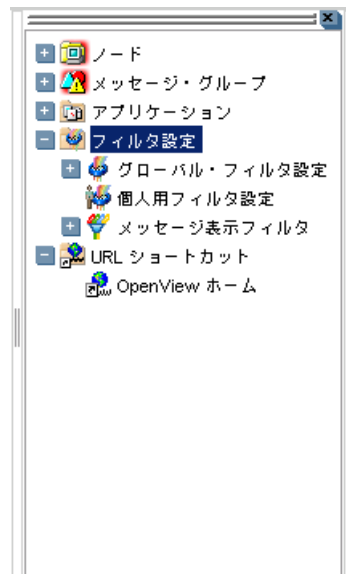 ノード
メッセージ・グループ
アプリケーション
フィルタ設定
グローバル・フィルタ設定
個人用フィルタ設定
メッセージ表示フィルタ
URL ショートカット
OpenView ホーム